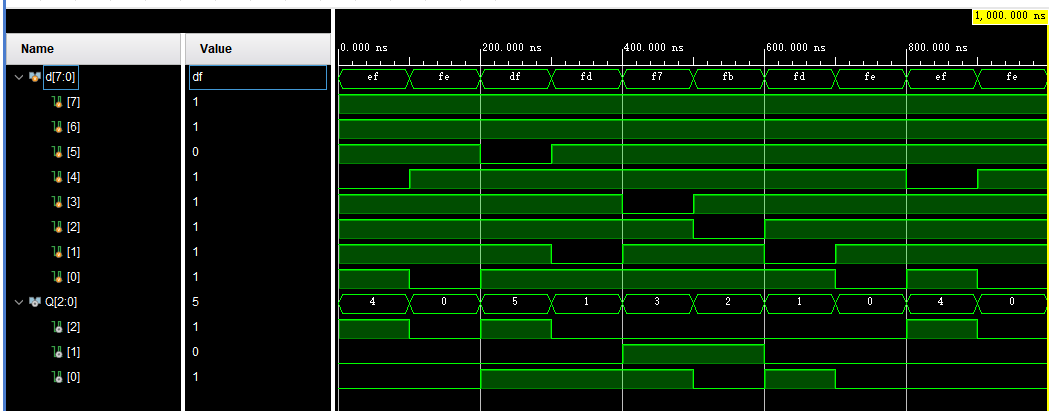 1,000.000 ns
Name Value 0.000 ns 200.000 ns 400.000 ns 600.000 ns 800.000 ns
d[7:0] df ef fe df fd f7 fb fd fe ef fe
[7] 1
[6] 1
[5] 0
[4] 1
[3] 1
[2] 1
[1] 1
[0] 1
Q[2:0] 5 4 0 5 1 3 2 1 0 4 0
[2] 1
[1] 0
[0] 1